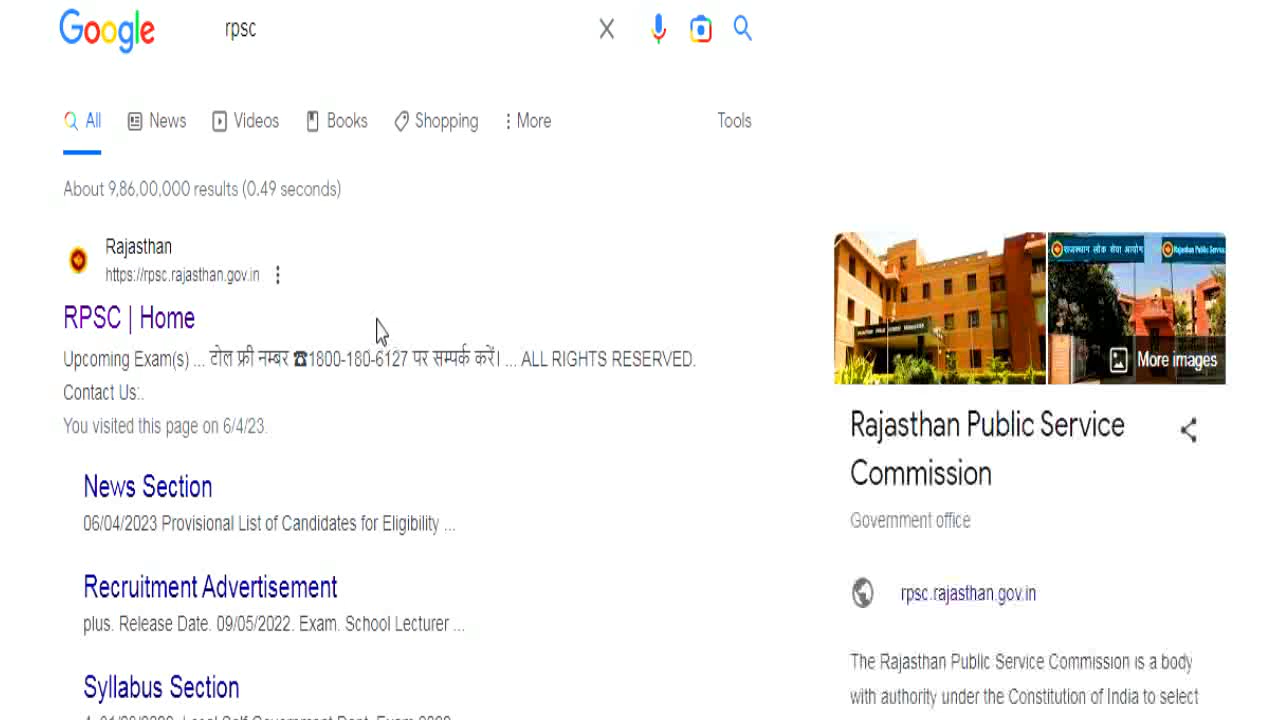 Google
rpsc
All News Videos Books Shopping More Tools
About 9,86,00,000 results (0.49 seconds)
Rajasthan
https://rpsc.rajasthan.gov.in
RPSC | Home
Upcoming Exam(s) ... टोल फ्री नम्बर ☎1800-180-6127 पर सम्पर्क करें। ... ALL RIGHTS RESERVED.
Contact Us:.
You visited this page on 6/4/23.
News Section
06/04/2023 Provisional List of Candidates for Eligibility ...
Recruitment Advertisement
plus. Release Date. 09/05/2022. Exam. School Lecturer ...
Syllabus Section
राजस्थान लोक सेवा आयोग
Rajasthan Public Service
More images
Rajasthan Public Service
Commission
Government office
rpsc.rajasthan.gov.in
The Rajasthan Public Service Commission is a body
with authority under the Constitution of India to select